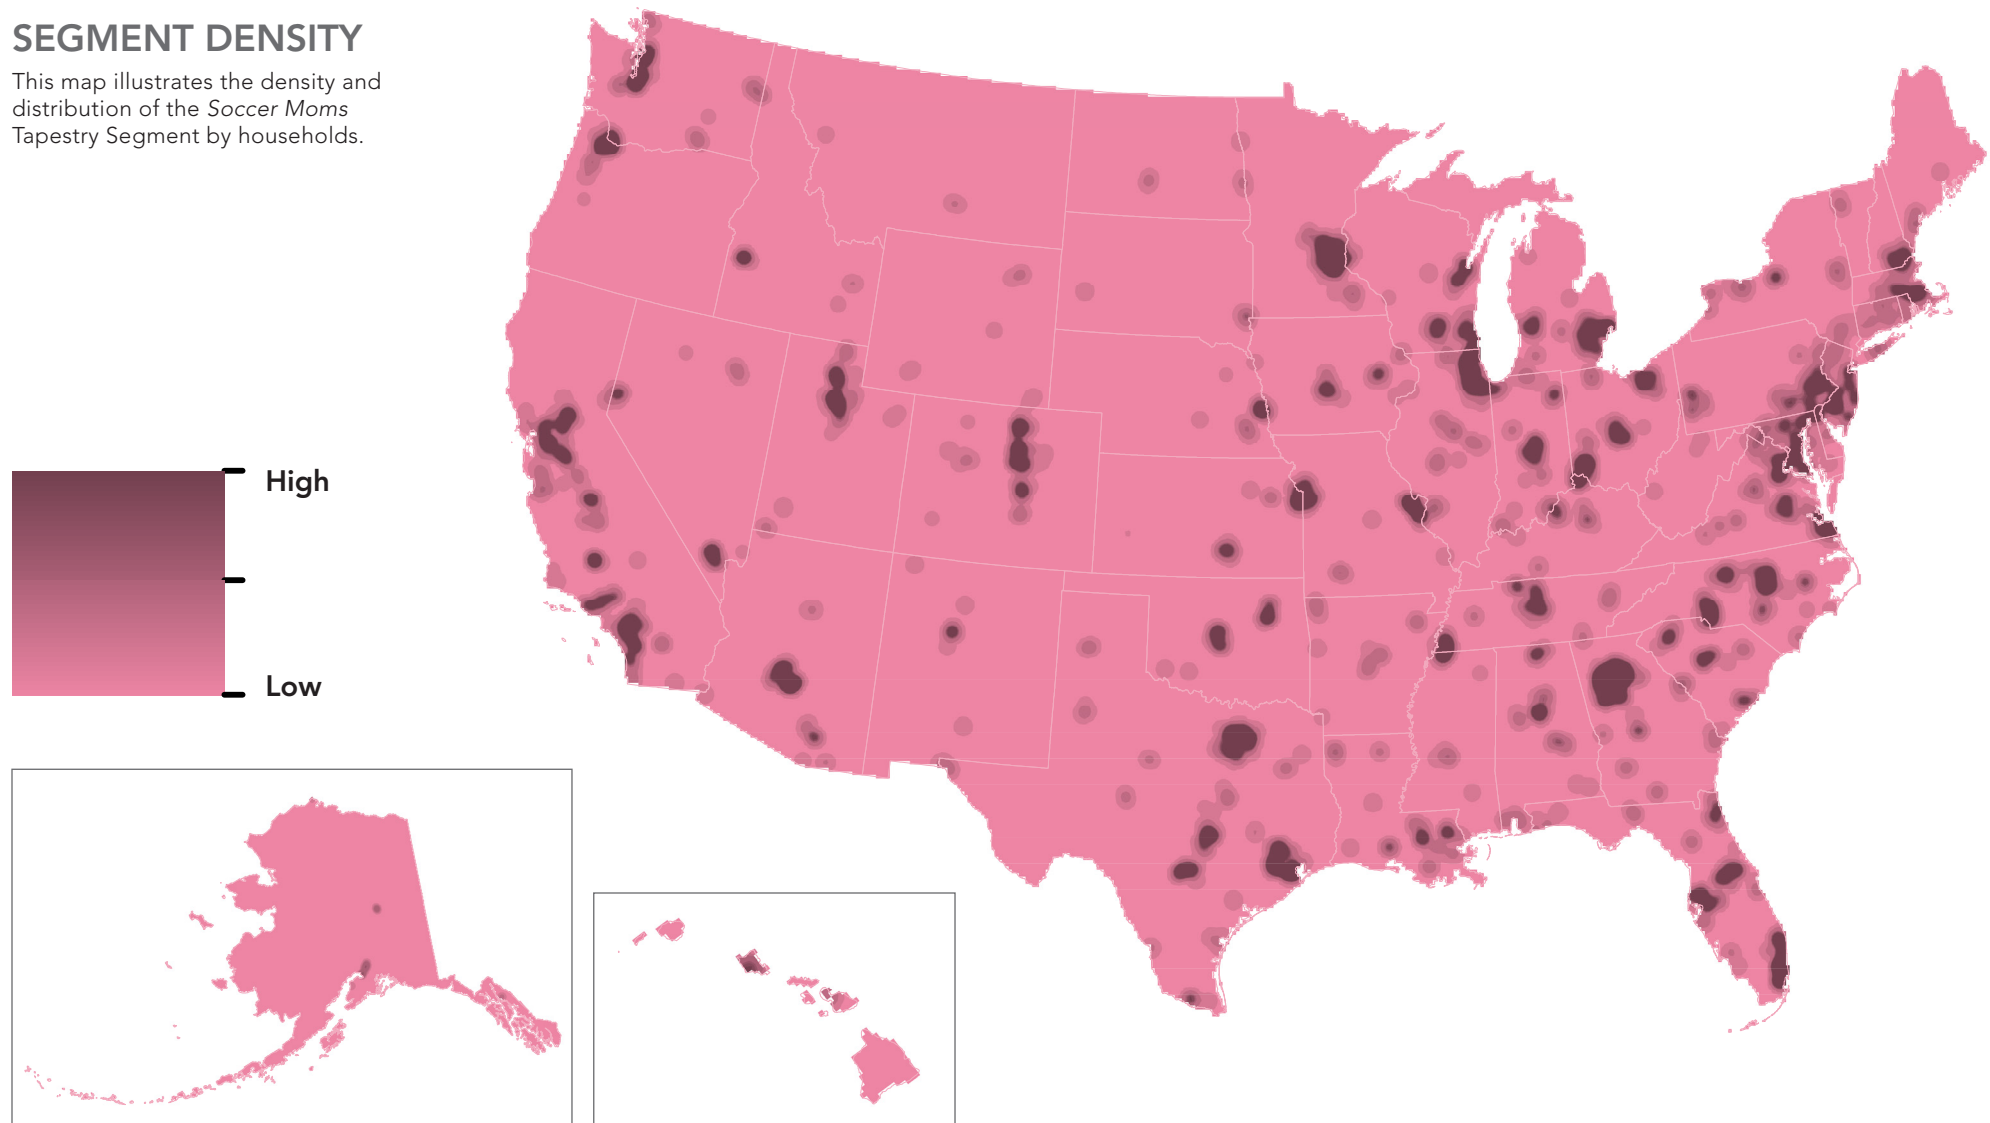 SEGMENT DENSITY
This map illustrates the density and
distribution of the Soccer Moms
Tapestry Segment by households.
High
Low